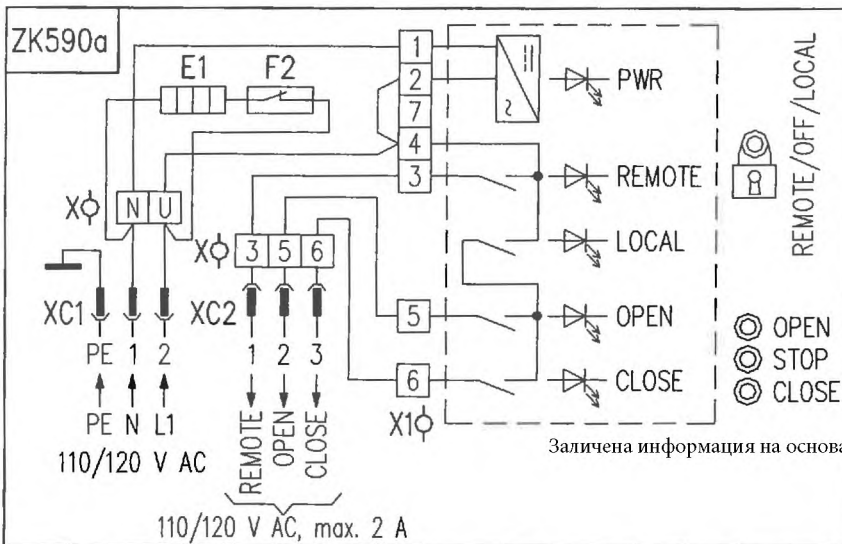 ZK590a
E1
F2
1
2
7
4
3
PWR
REMOTE
LOCAL
OPEN
CLOSE
REMOTE/OFF/LOCAL
X
N U
X
3 5 6
XC1
XC2
5
6
X1
PE 1 2
1 2 3
PE N L1
REMOTE
OPEN
CLOSE
110/120 V AC
110/120 V AC, max. 2 A
OPEN
STOP
CLOSE
Заличена информация на основа